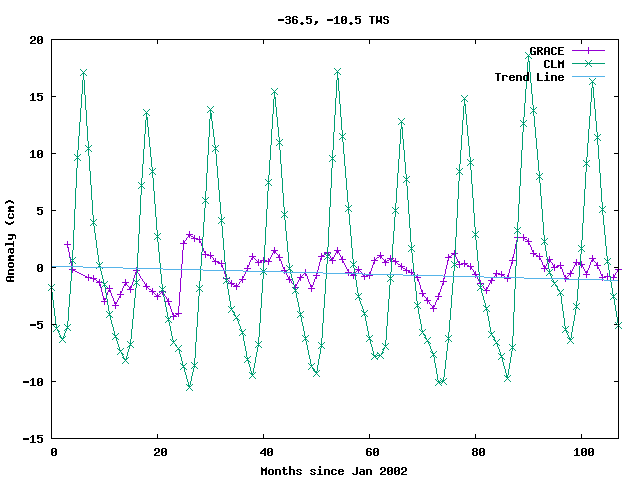 -36.5, -10.5 TWS
20
15
10
5
0
-5
-10
-15
Anomaly (cm)
GRACE
CLM
Trend Line
0 20 40 60 80 100
Months since Jan 2002